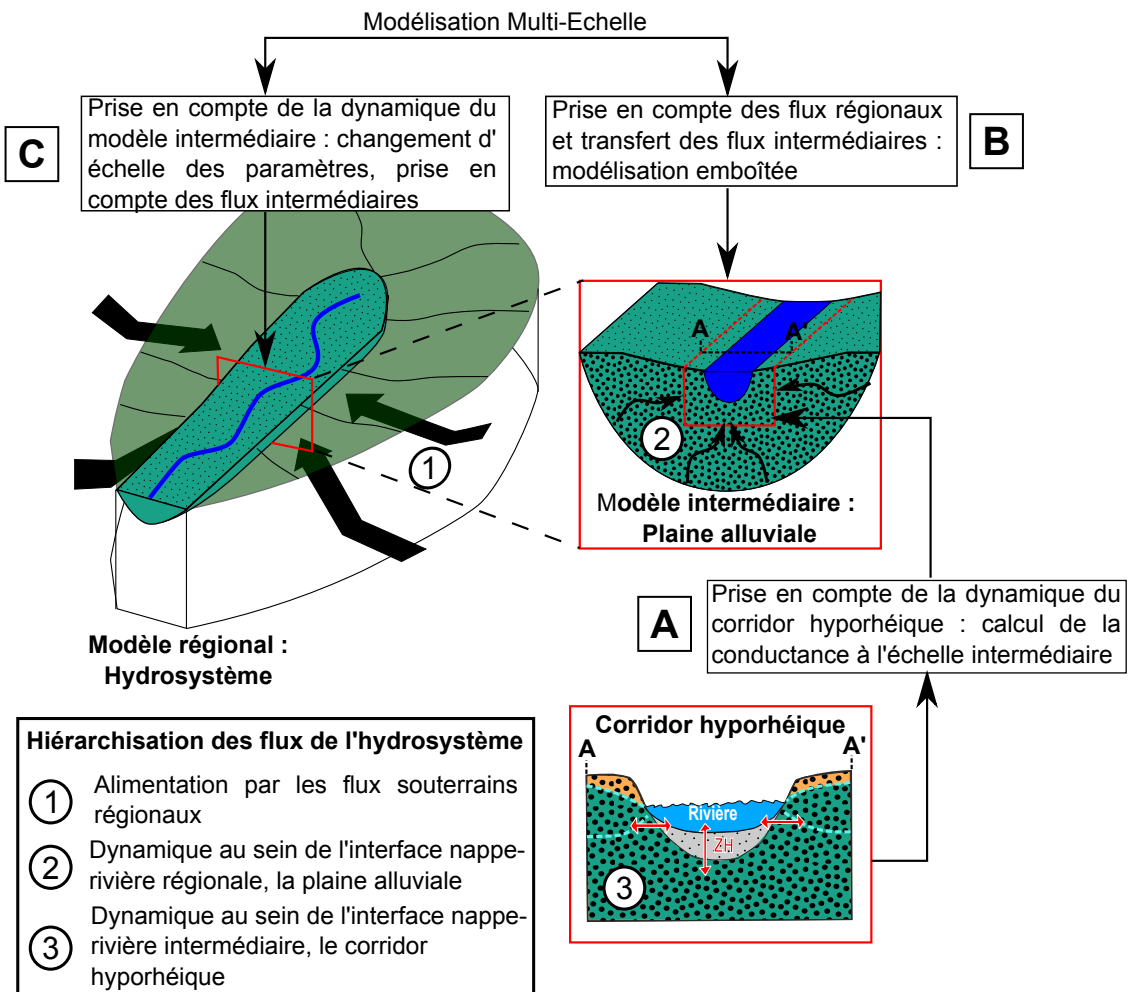 Modélisation Multi-Echelle
C
Prise en compte de la dynamique du
modèle intermédiaire : changement d'
échelle des paramètres, prise en
compte des flux intermédiaires
Prise en compte des flux régionaux
et transfert des flux intermédiaires :
modélisation emboîtée
B
A
A'
2
1
Modèle intermédiaire :
Plaine alluviale
A
Prise en compte de la dynamique du
corridor hyporhéique : calcul de la
conductance à l'échelle intermédiaire
Modèle régional :
Hydrosystème
Hiérarchisation des flux de l'hydrosystème
1 Alimentation par les flux souterrains
régionaux
2 Dynamique au sein de l'interface nappe-
rivière régionale, la plaine alluviale
3 Dynamique au sein de l'interface nappe-
rivière intermédiaire, le corridor
hyporhéique
Corridor hyporhéique
A
A'
Rivière
ZH
3